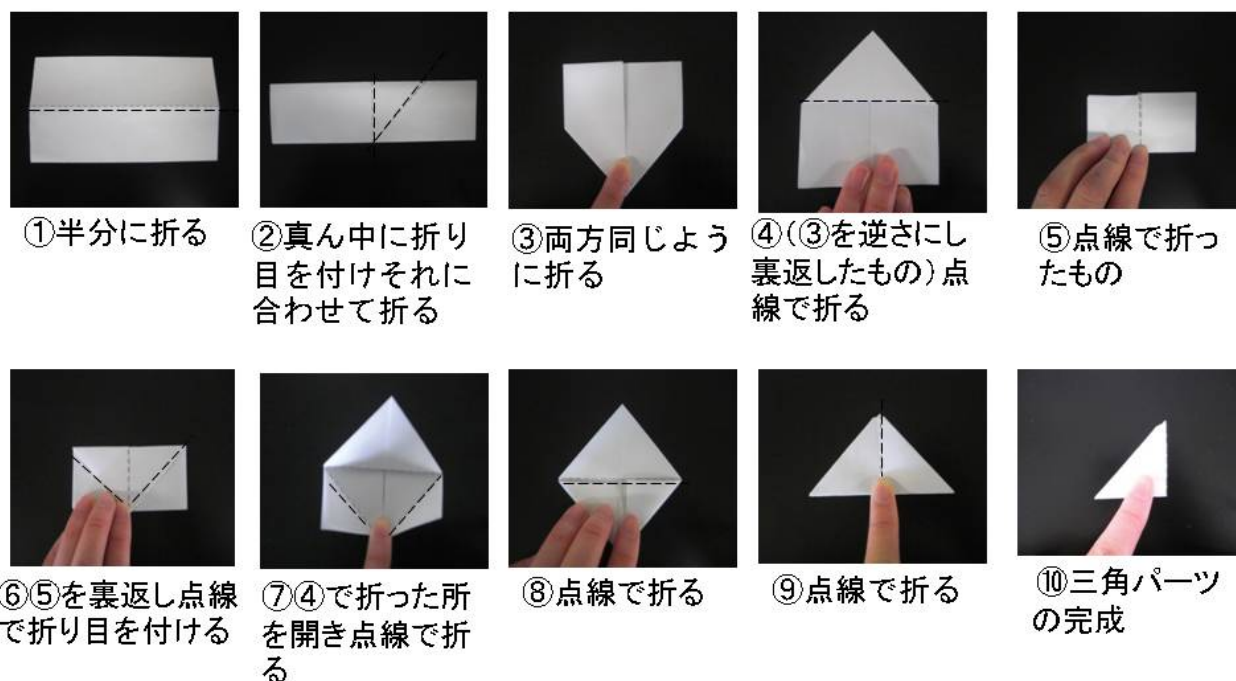 ①半分に折る
②真ん中に折り
目を付けそれに
合わせて折る
③両方同じよう
に折る
④(③を逆さにし
裏返したもの)点
線で折る
⑤点線で折っ
たもの
⑥⑤を裏返し点線
で折り目を付ける
⑦④で折った所
を開き点線で折
る
⑧点線で折る
⑨点線で折る
⑩三角パーツ
の完成